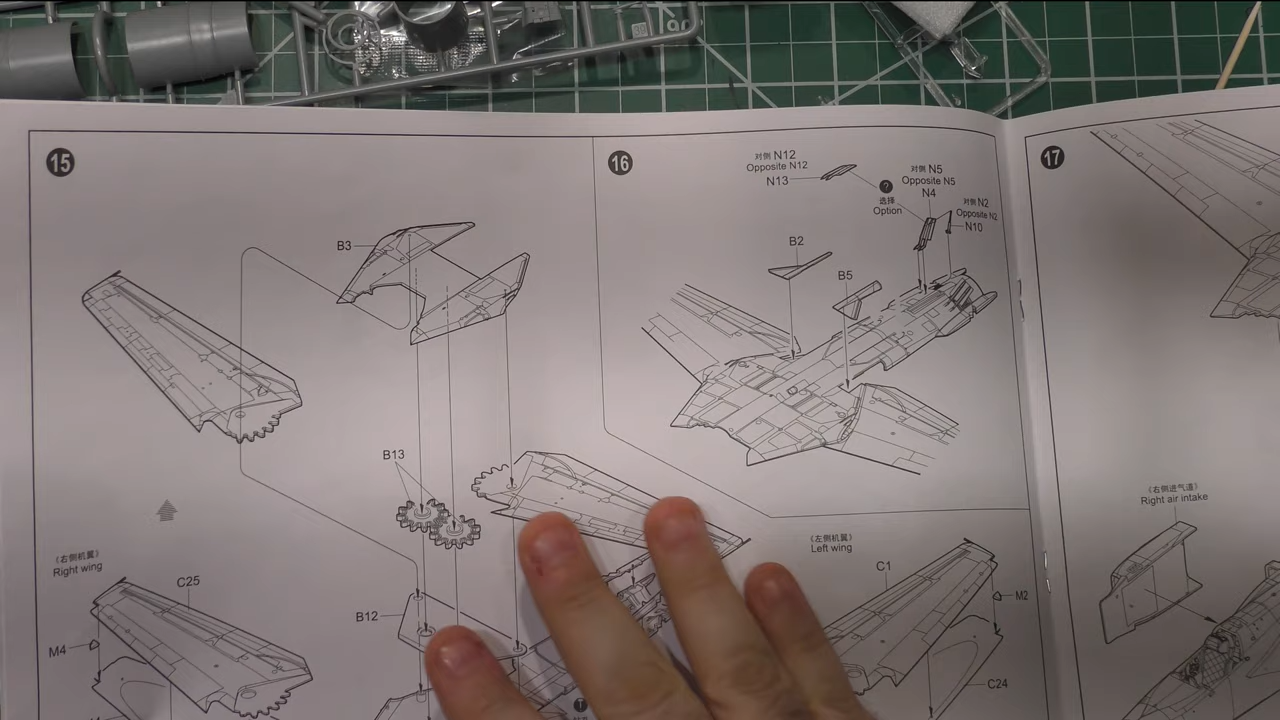 15
B3
B13
B12
《右侧机翼》
Right wing
C25
M4
16
对侧 N12
Opposite N12
N13
?
选择
Option
对侧 N5
Opposite N5
N4
对侧 N2
Opposite N2
N10
B2
B5
《左侧机翼》
Left wing
C1
M2
C24
17
《右侧进气道》
Right air intake